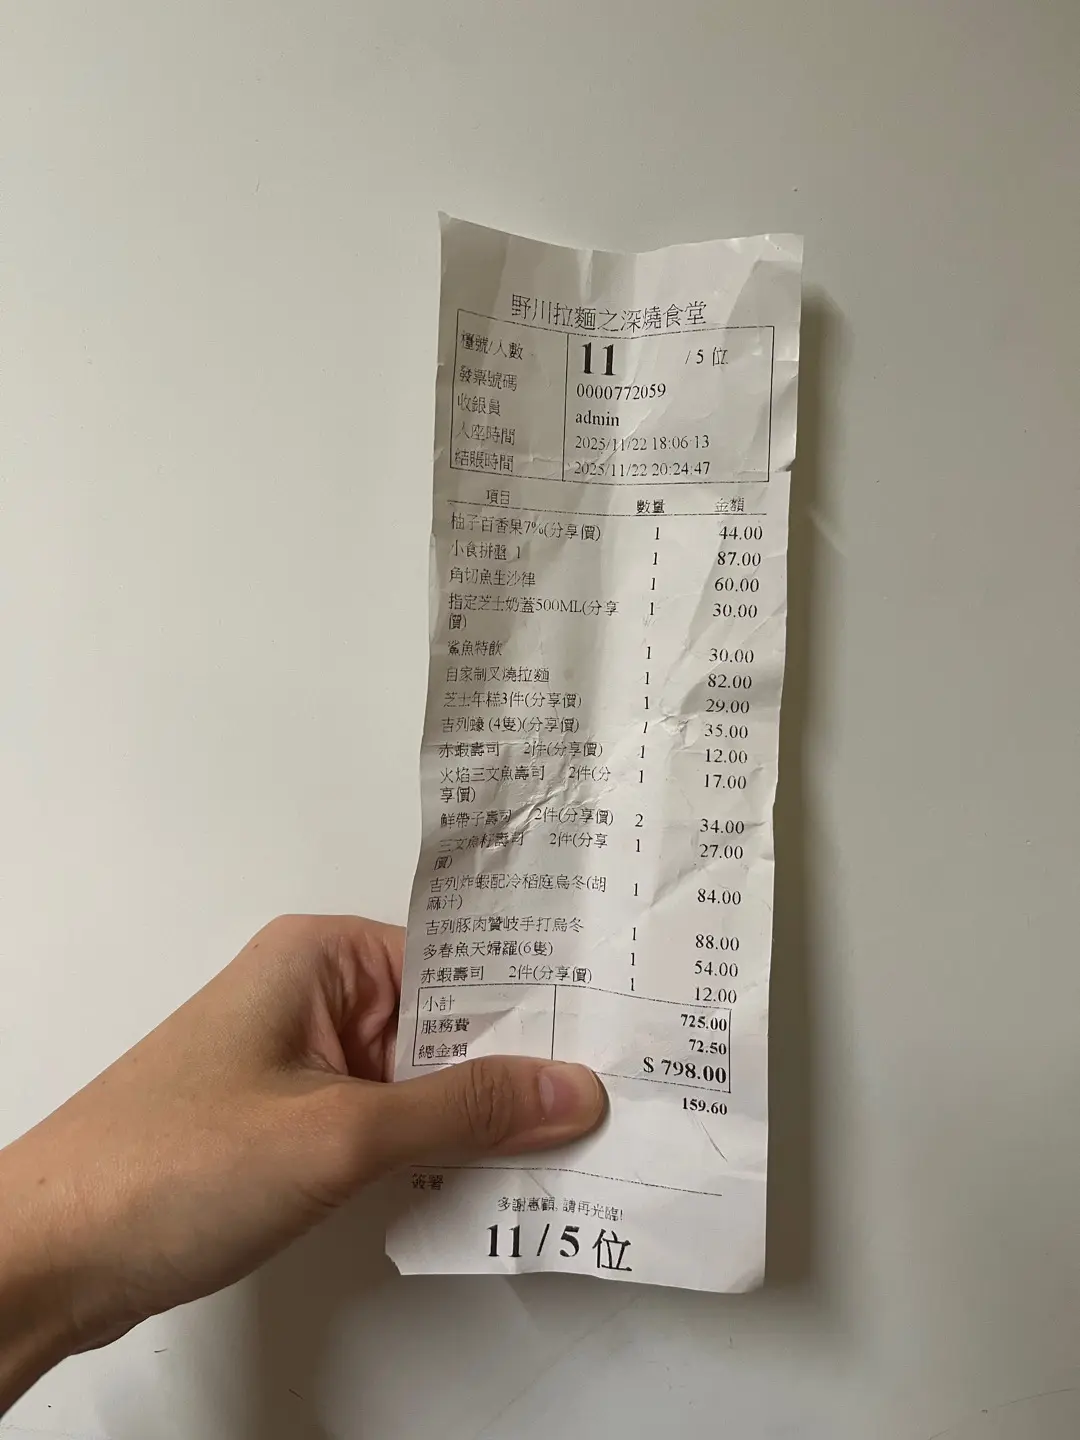 野川拉麵之深燒食堂
檯號/人數 11 / 5 位
發票號碼 0000772059
收銀員 admin
入座時間 2025/11/22 18:06:13
結賬時間 2025/11/22 20:24:47
項目 數量 金額
柚子百香果7%(分享價) 1 44.00
小食拼盤 1 1 87.00
角切魚生沙律 1 60.00
指定芝士奶蓋500ML(分享 1 30.00
價)
鯊魚特飲 1 30.00
自家制叉燒拉麵 1 82.00
芝士年糕3件(分享價) 1 29.00
吉列蠔 (4隻)(分享價) 1 35.00
赤蝦壽司 2件(分享價) 1 12.00
火焰三文魚壽司 2件(分 1 17.00
享價)
鮮帶子壽司 2件(分享價) 2 34.00
三文魚籽壽司 2件(分享 1 27.00
價)
吉列炸蝦配冷稻庭烏冬(胡 1 84.00
麻汁)
吉列豚肉贊岐手打烏冬 1 88.00
多春魚天婦羅(6隻) 1 54.00
赤蝦壽司 2件(分享價) 1 12.00
小計 725.00
服務費 72.50
總金額 $ 798.00
159.60
簽署
多謝惠顧, 請再光臨!
11 / 5 位